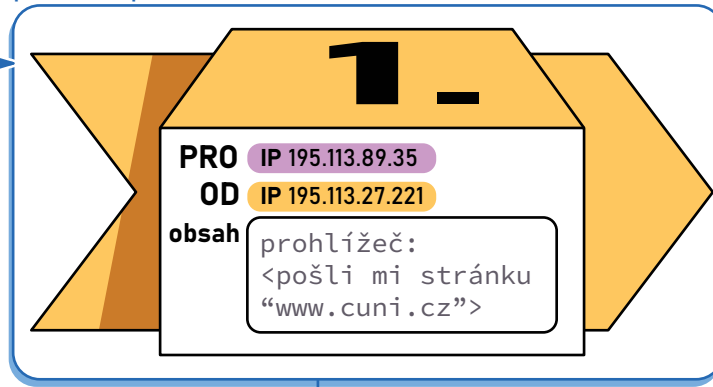 1.
PRO IP 195.113.89.35
OD IP 195.113.27.221
obsah
prohlížeč:
<pošli mi stránku
“www.cuni.cz”>